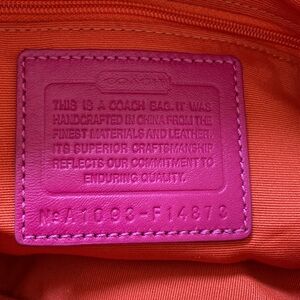 COACH
THIS IS A COACH BAG. IT WAS
HANDCRAFTED IN CHINA FROM THE
FINEST MATERIALS AND LEATHER.
ITS SUPERIOR CRAFTSMANSHIP
REFLECTS OUR COMMITMENT TO
ENDURING QUALITY.
No A1093-F14873